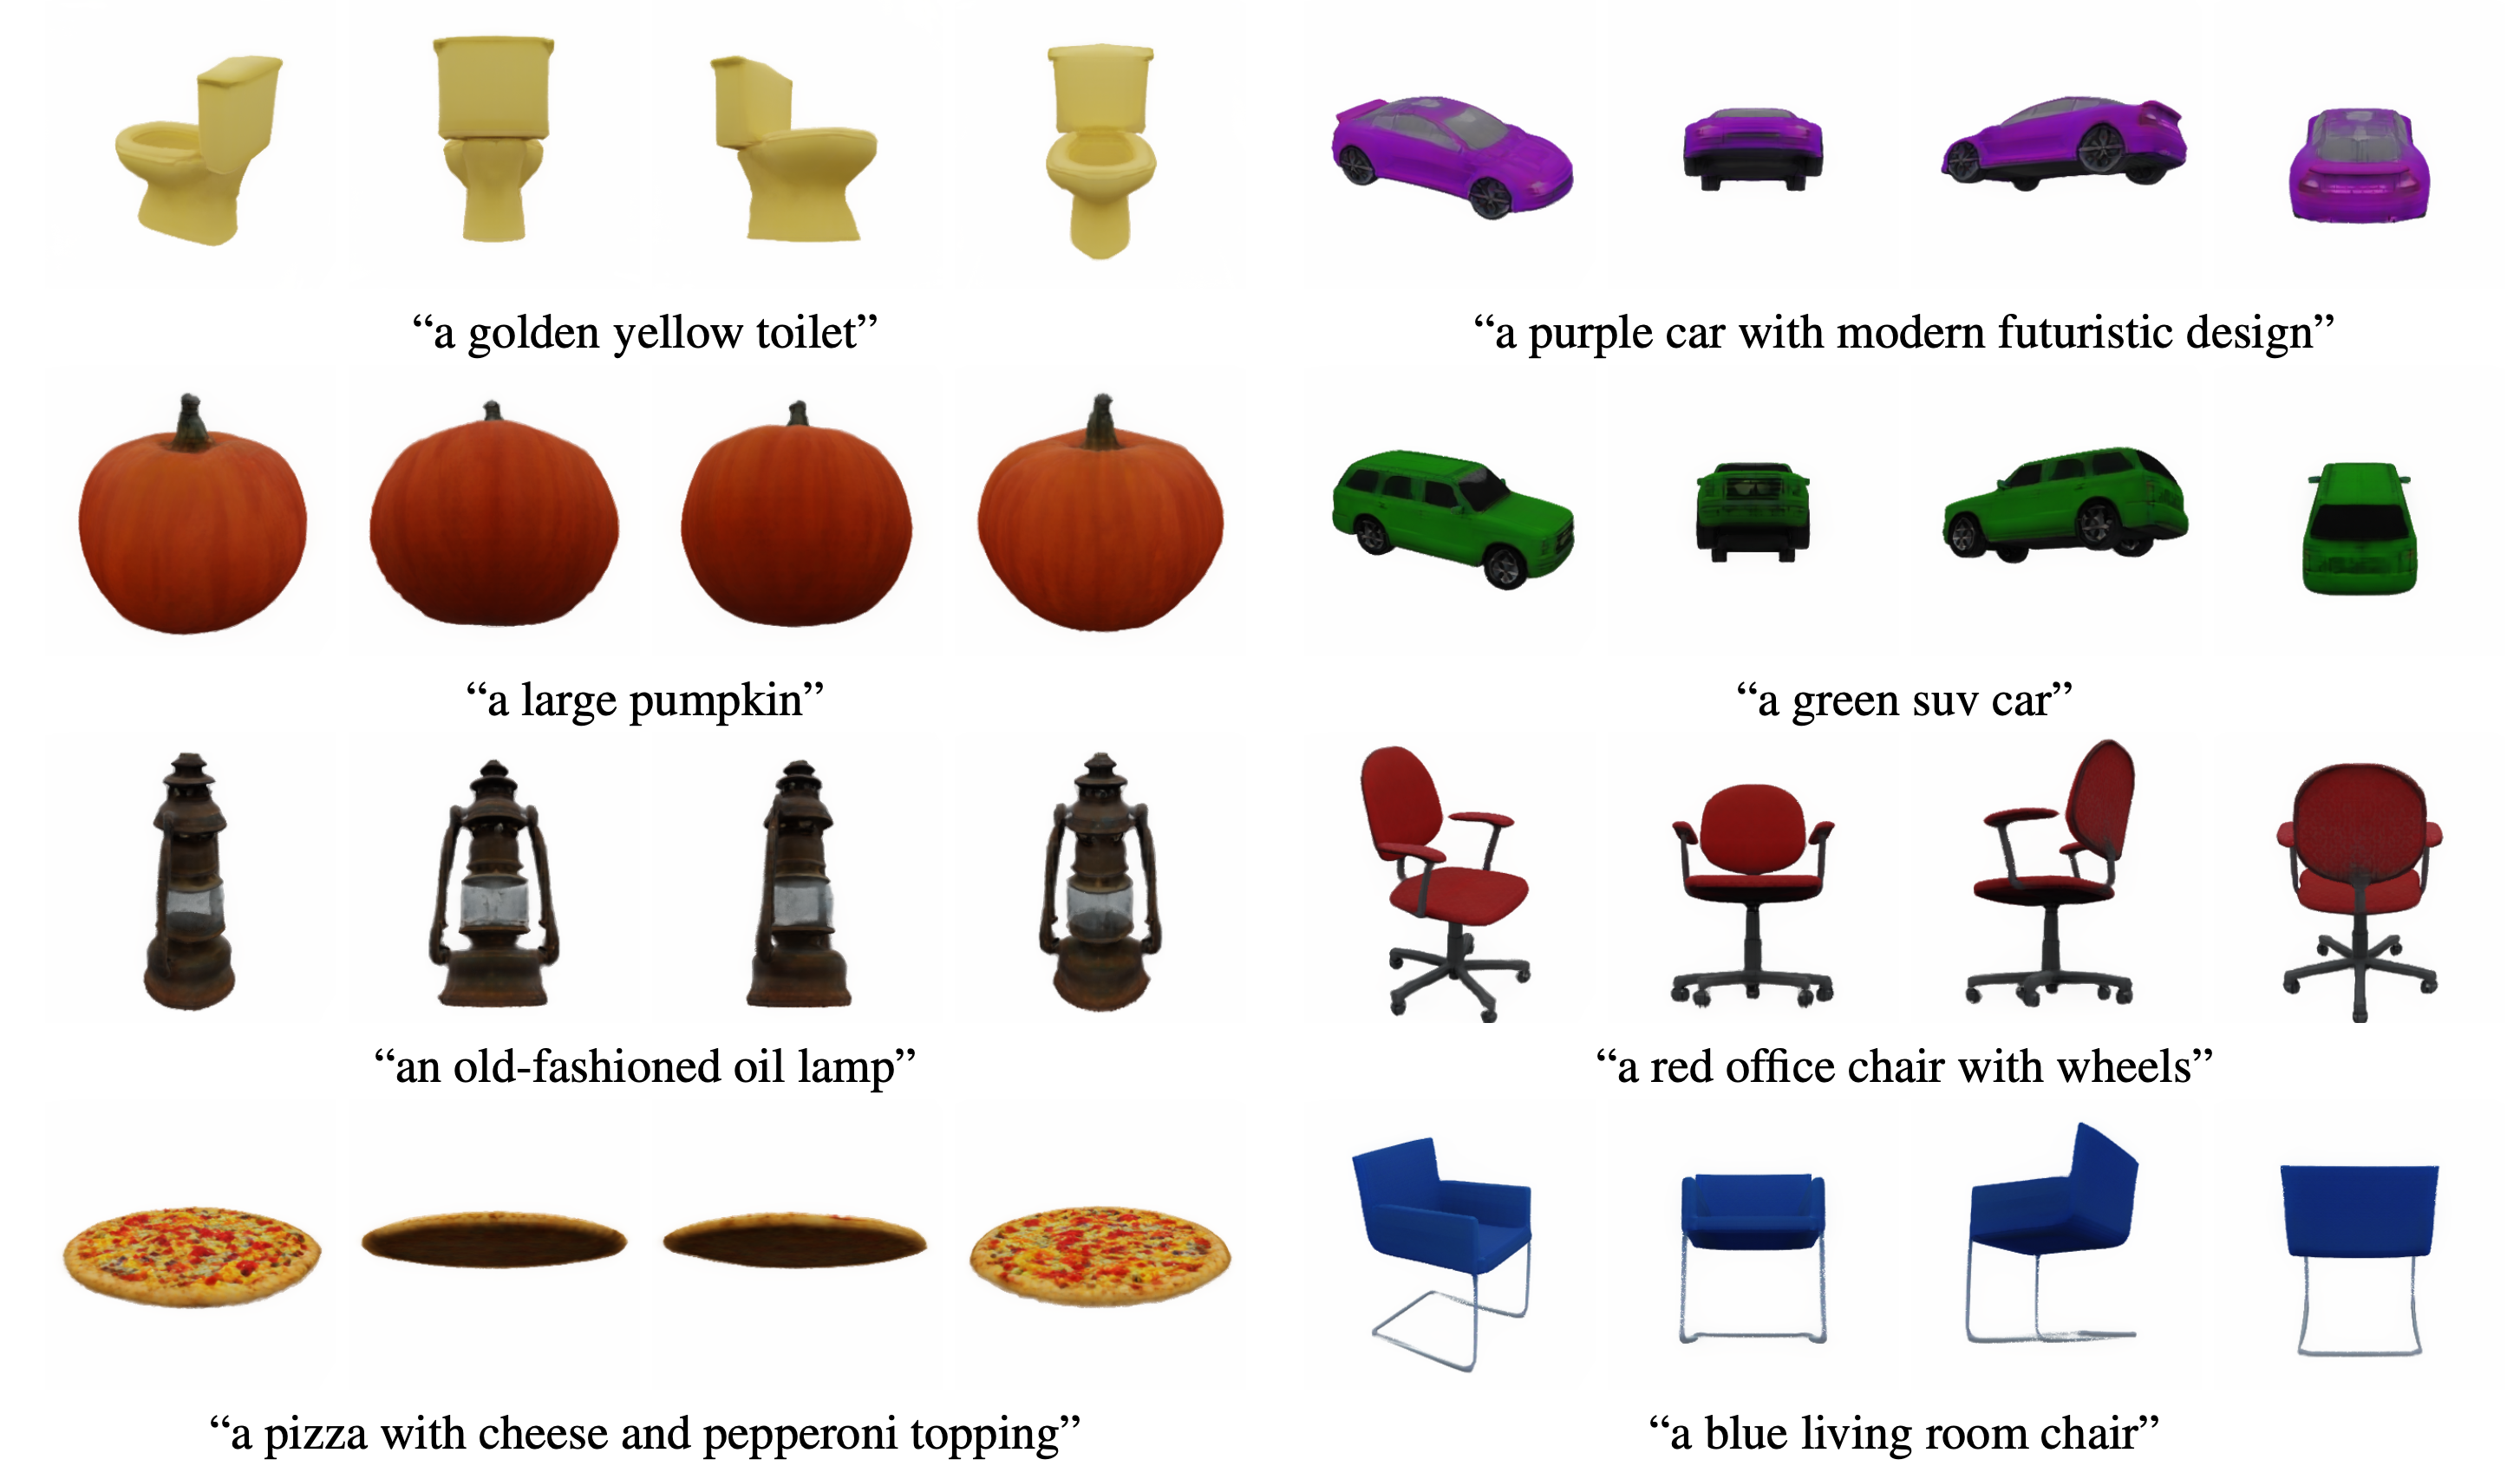 “a golden yellow toilet”
“a purple car with modern futuristic design”
“a large pumpkin”
“a green suv car”
“an old-fashioned oil lamp”
“a red office chair with wheels”
“a pizza with cheese and pepperoni topping”
“a blue living room chair”